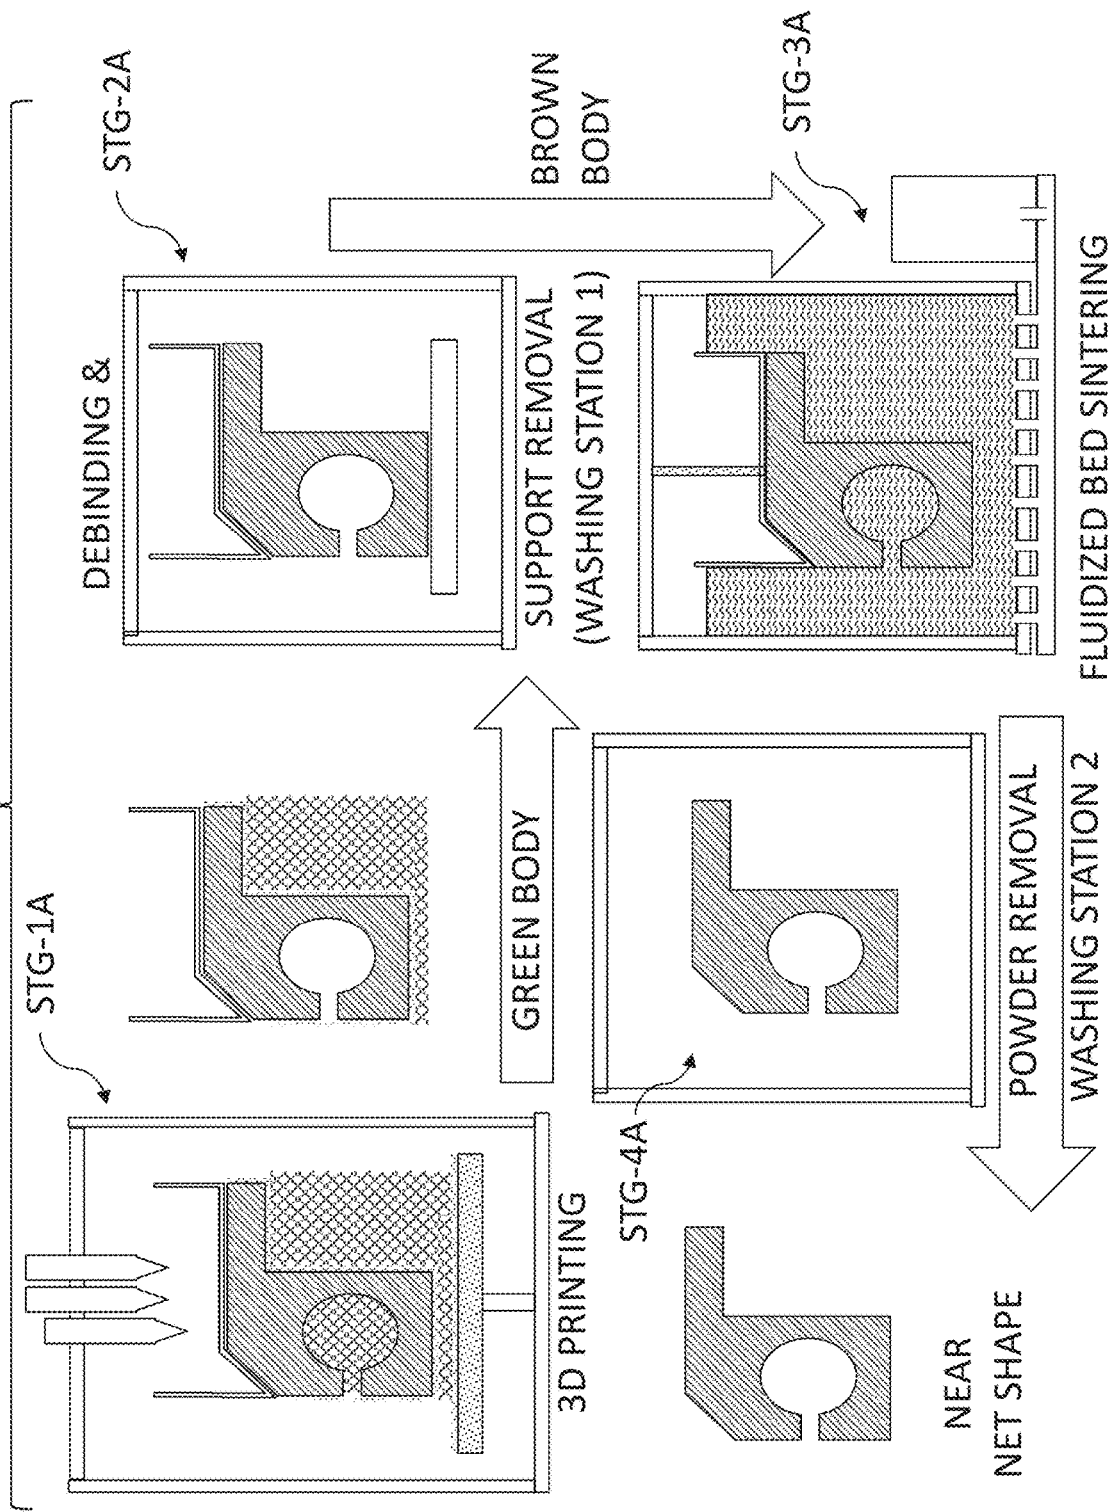 STG-1A
STG-2A
DEBINDING &
3D PRINTING
GREEN BODY
SUPPORT REMOVAL
(WASHING STATION 1)
BROWN
BODY
STG-3A
STG-4A
NEAR
NET SHAPE
POWDER REMOVAL
WASHING STATION 2
FLUIDIZED BED SINTERING